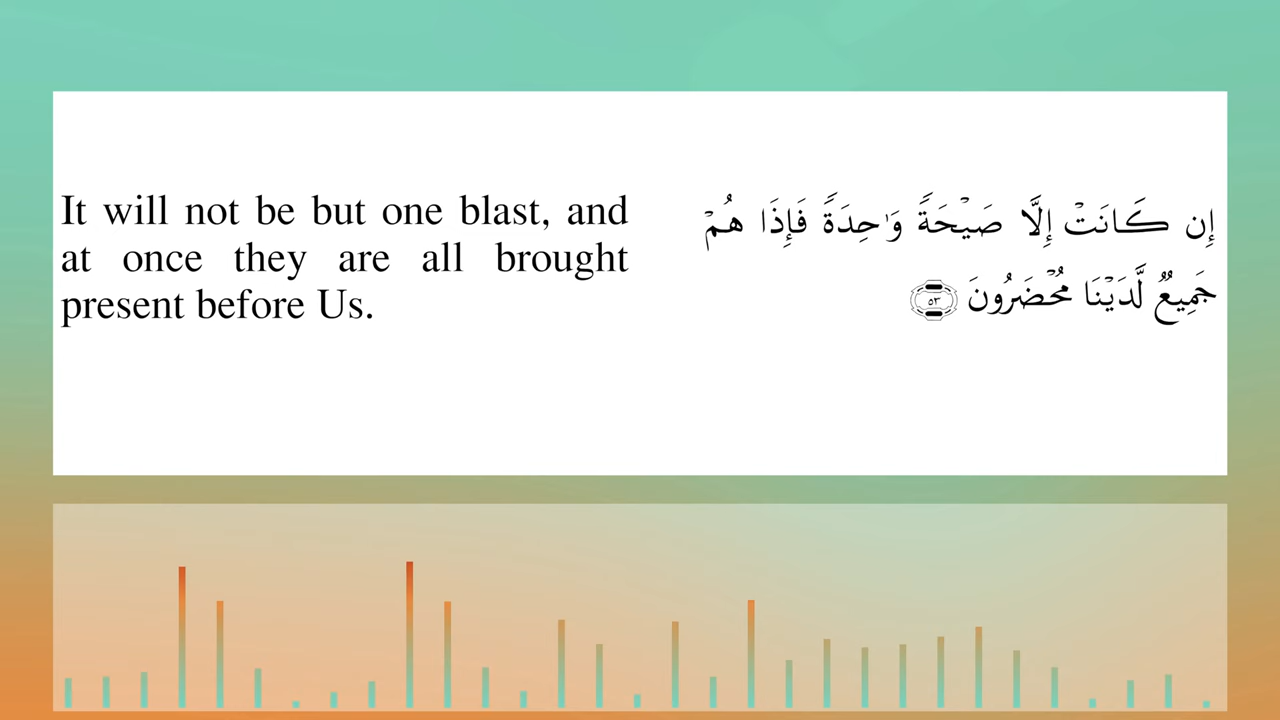 It will not be but one blast, and
at once they are all brought
present before Us.
إِن كَانَتْ إِلَّا صَيْحَةً وَٰحِدَةً فَإِذَا هُمْ
جَمِيعٌ لَّدَيْنَا مُحْضَرُونَ ٥٣